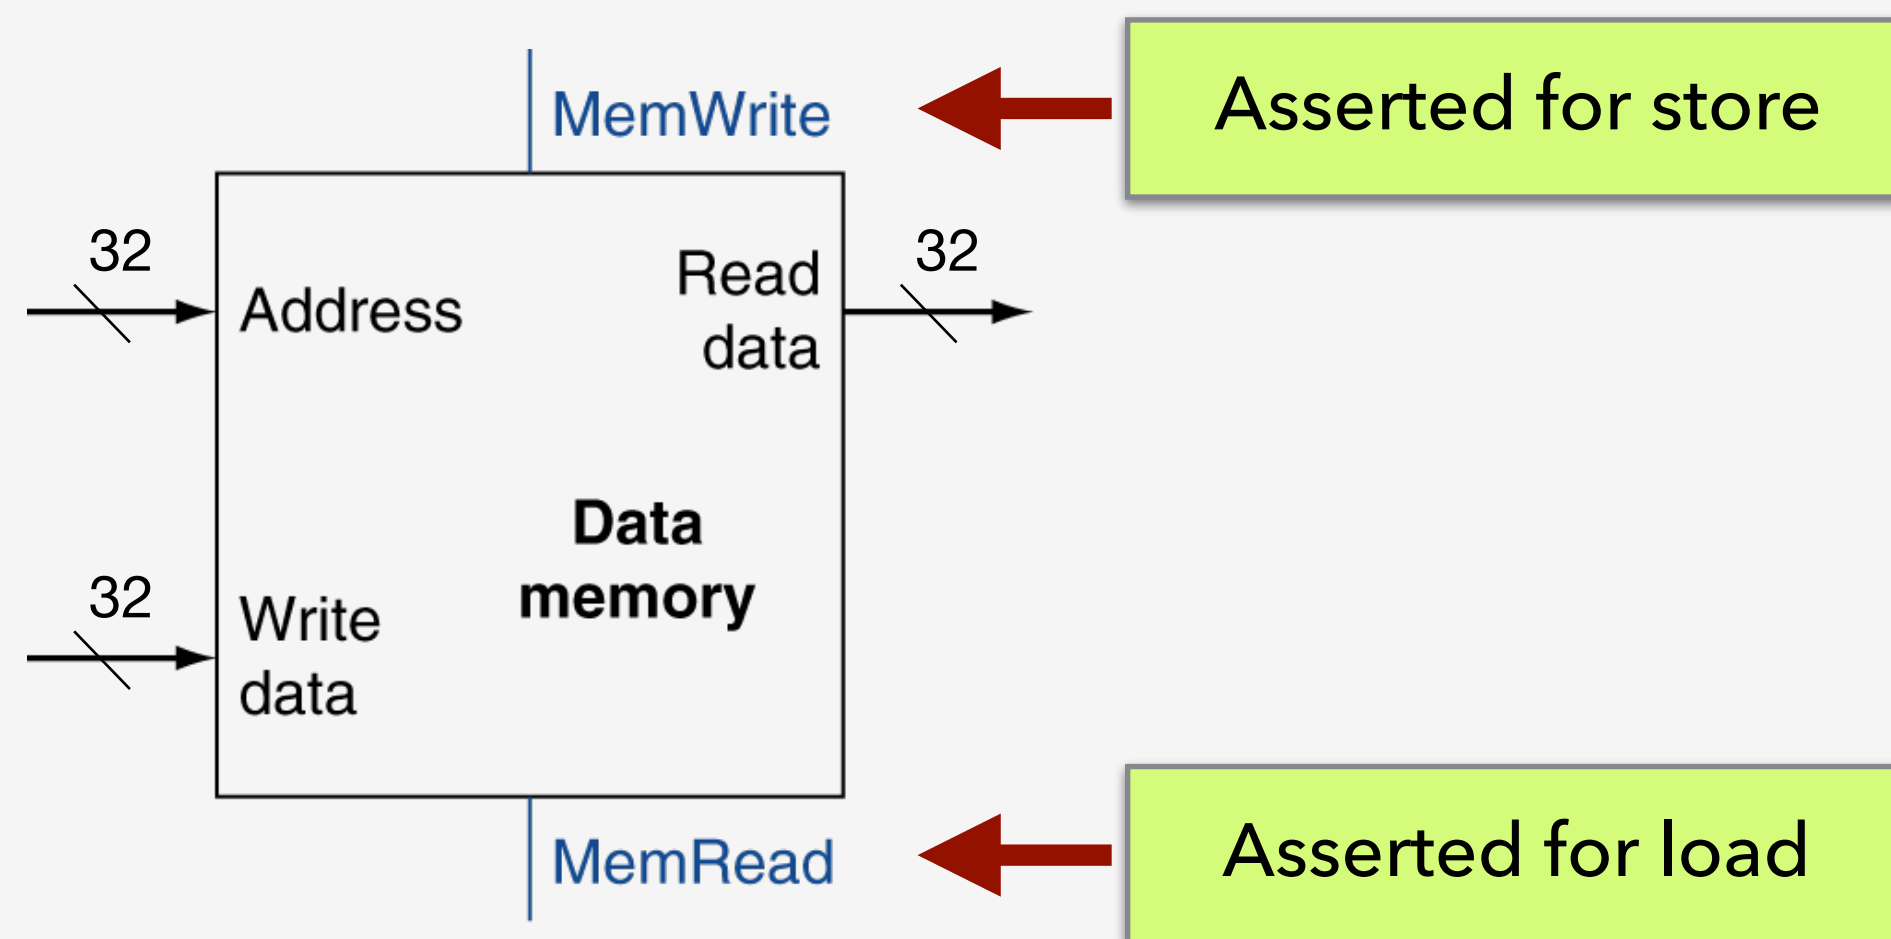 MemWrite
Asserted for store
32
32
Address
Read
data
Data
memory
32
Write
data
MemRead
Asserted for load